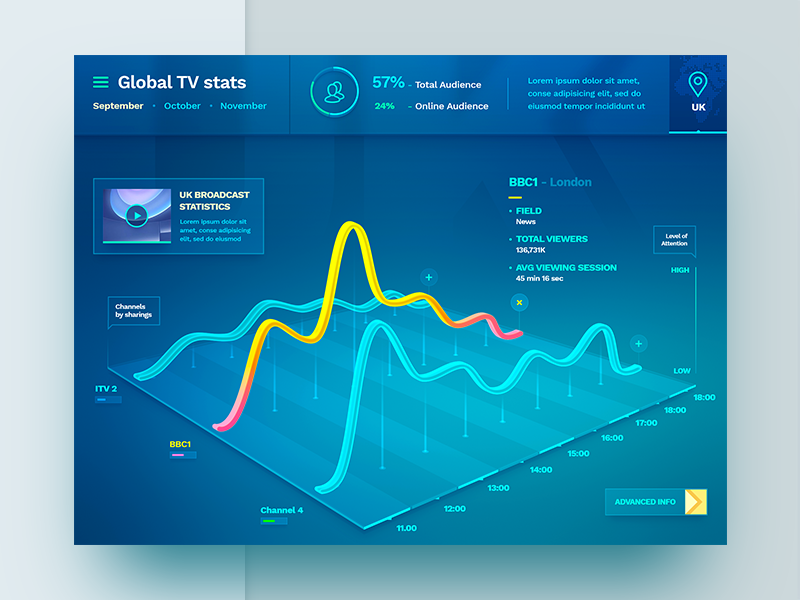 Global TV stats
September • October • November
57% - Total Audience
24% - Online Audience
Lorem ipsum dolor sit amet,
conse adipisicing elit, sed do
eiusmod tempor incididunt ut
UK
UK BROADCAST
STATISTICS
Lorem ipsum dolor sit
amet, conse adipisicing
elit, sed do eiusmod
BBC1 - London
• FIELD
News
• TOTAL VIEWERS
136,731K
• AVG VIEWING SESSION
45 min 16 sec
Level of
Attention
HIGH
LOW
Channels
by sharings
ITV 2
BBC1
Channel 4
11.00
12:00
13:00
14:00
15:00
16:00
17:00
18:00
18:00
ADVANCED INFO